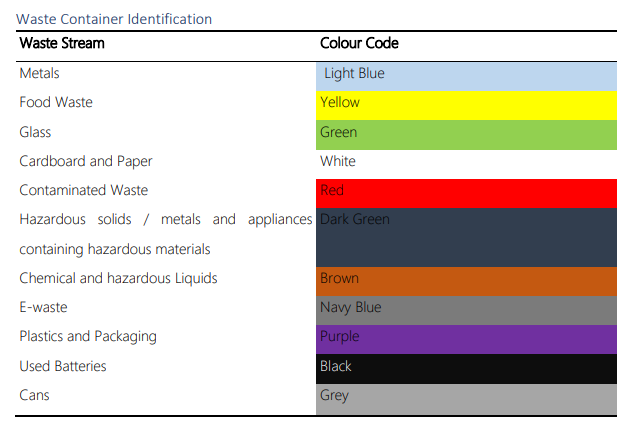 Waste Container Identification
Waste Stream Colour Code
Metals Light Blue
Food Waste Yellow
Glass Green
Cardboard and Paper White
Contaminated Waste Red
Hazardous solids / metals and appliances Dark Green
containing hazardous materials
Chemical and hazardous Liquids Brown
E-waste Navy Blue
Plastics and Packaging Purple
Used Batteries Black
Cans Grey